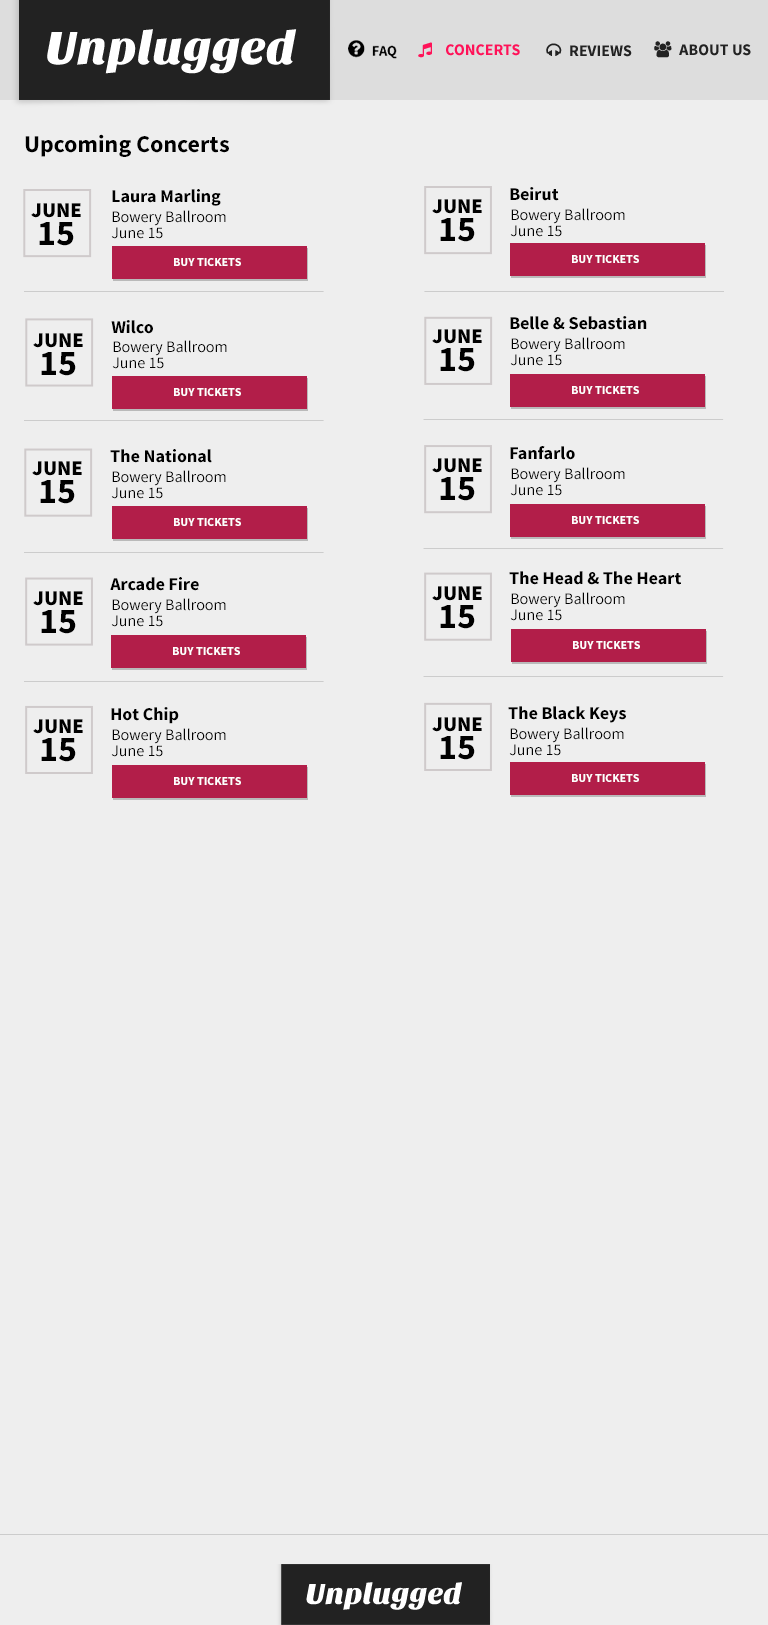 Unplugged
FAQ
CONCERTS
REVIEWS
ABOUT US
Upcoming Concerts
JUNE
15
Laura Marling
Bowery Ballroom
June 15
BUY TICKETS
JUNE
15
Wilco
Bowery Ballroom
June 15
BUY TICKETS
JUNE
15
The National
Bowery Ballroom
June 15
BUY TICKETS
JUNE
15
Arcade Fire
Bowery Ballroom
June 15
BUY TICKETS
JUNE
15
Hot Chip
Bowery Ballroom
June 15
BUY TICKETS
JUNE
15
Beirut
Bowery Ballroom
June 15
BUY TICKETS
JUNE
15
Belle & Sebastian
Bowery Ballroom
June 15
BUY TICKETS
JUNE
15
Fanfarlo
Bowery Ballroom
June 15
BUY TICKETS
JUNE
15
The Head & The Heart
Bowery Ballroom
June 15
BUY TICKETS
JUNE
15
The Black Keys
Bowery Ballroom
June 15
BUY TICKETS
Unplugged